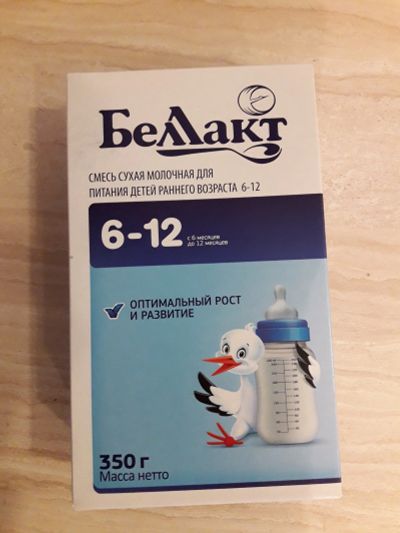 Беллакт
СМЕСЬ СУХАЯ МОЛОЧНАЯ ДЛЯ
ПИТАНИЯ ДЕТЕЙ РАННЕГО ВОЗРАСТА 6-12
6-12 с 6 месяцев
до 12 месяцев
ОПТИМАЛЬНЫЙ РОСТ
И РАЗВИТИЕ
350 г
Масса нетто